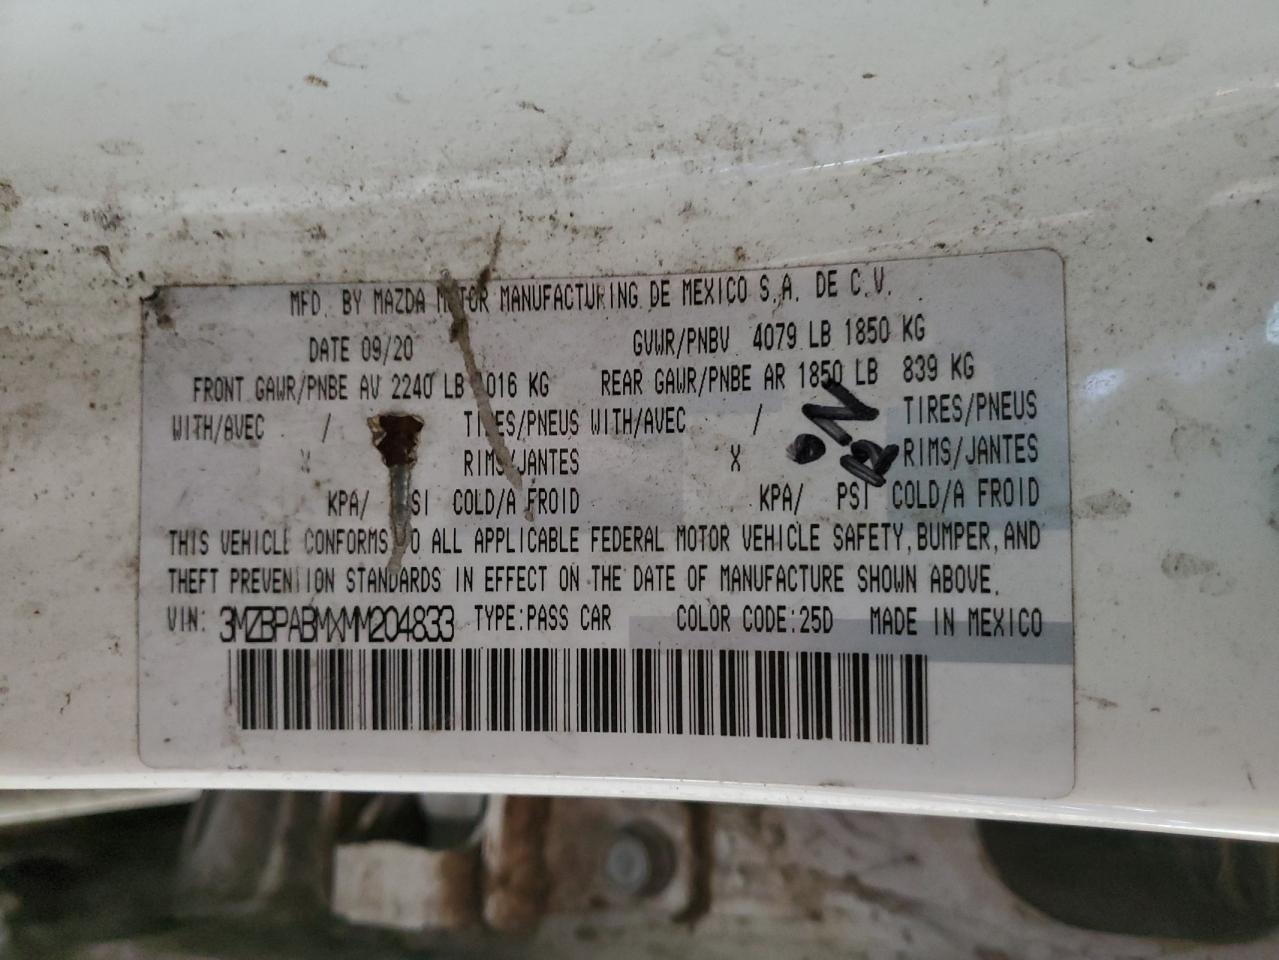 MFD. BY MAZDA MOTOR MANUFACTURING DE MEXICO S.A. DE C.V.
DATE 09/20 GVWR/PNBV 4079 LB 1850 KG
FRONT GAWR/PNBE AV 2240 LB 1016 KG REAR GAWR/PNBE AR 1850 LB 839 KG
WITH/AVEC / TIRES/PNEUS WITH/AVEC / TIRES/PNEUS
X RIMS/JANTES X RIMS/JANTES
KPA/ PSI COLD/A FROID KPA/ PSI COLD/A FROID
THIS VEHICLE CONFORMS TO ALL APPLICABLE FEDERAL MOTOR VEHICLE SAFETY, BUMPER, AND
THEFT PREVENTION STANDARDS IN EFFECT ON THE DATE OF MANUFACTURE SHOWN ABOVE.
VIN: 3MZBPABMXMM204833 TYPE:PASS CAR COLOR CODE:25D MADE IN MEXICO